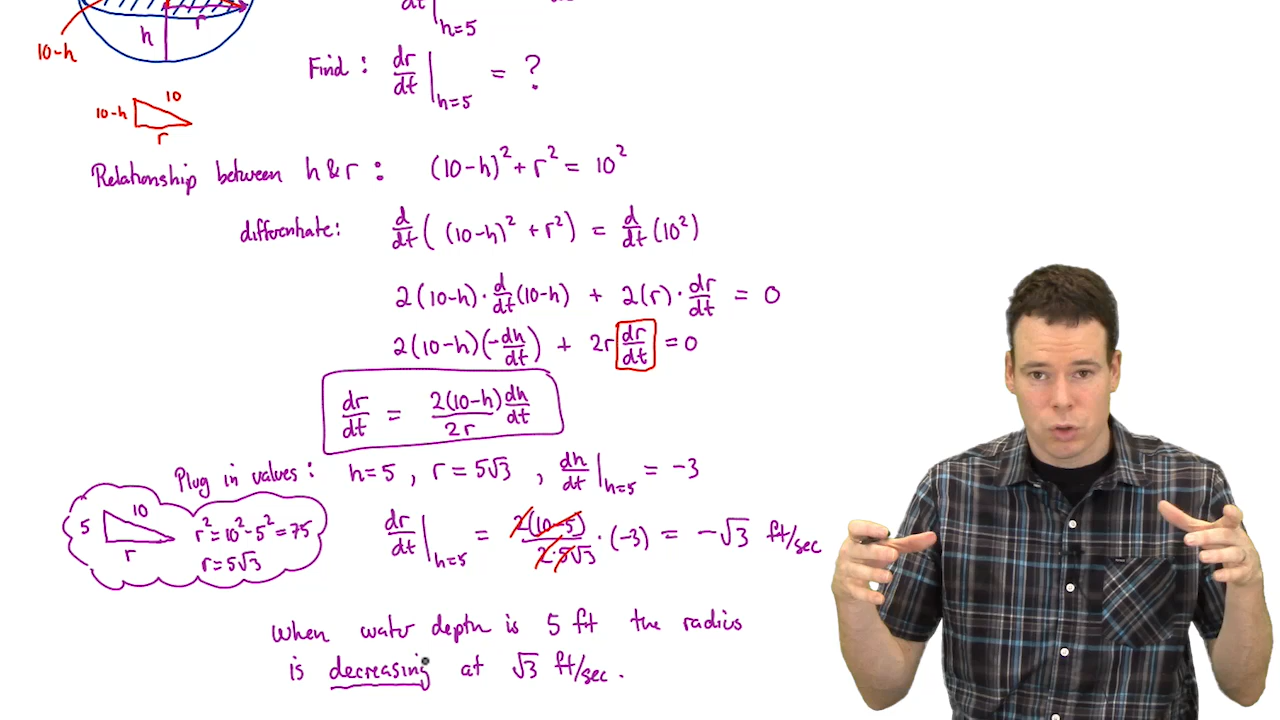 dt | h=5
h r
10-h
Find : dr/dt | h=5 = ?
10
10-h
r
Relationship between h & r : (10-h)² + r² = 10²
differentiate: d/dt ( (10-h)² + r² ) = d/dt (10²)
2(10-h) · d/dt (10-h) + 2(r) · dr/dt = 0
2(10-h)(-dh/dt) + 2r dr/dt = 0
dr/dt = 2(10-h)/2r dh/dt
Plug in values : h=5 , r=5√3 , dh/dt | h=5 = -3
10
5
r
r² = 10² - 5² = 75
r = 5√3
dr/dt | h=5 = 2(10-5)/2·5√3 · (-3) = -√3 ft/sec
When water depth is 5 ft the radius
is decreasing at √3 ft/sec .